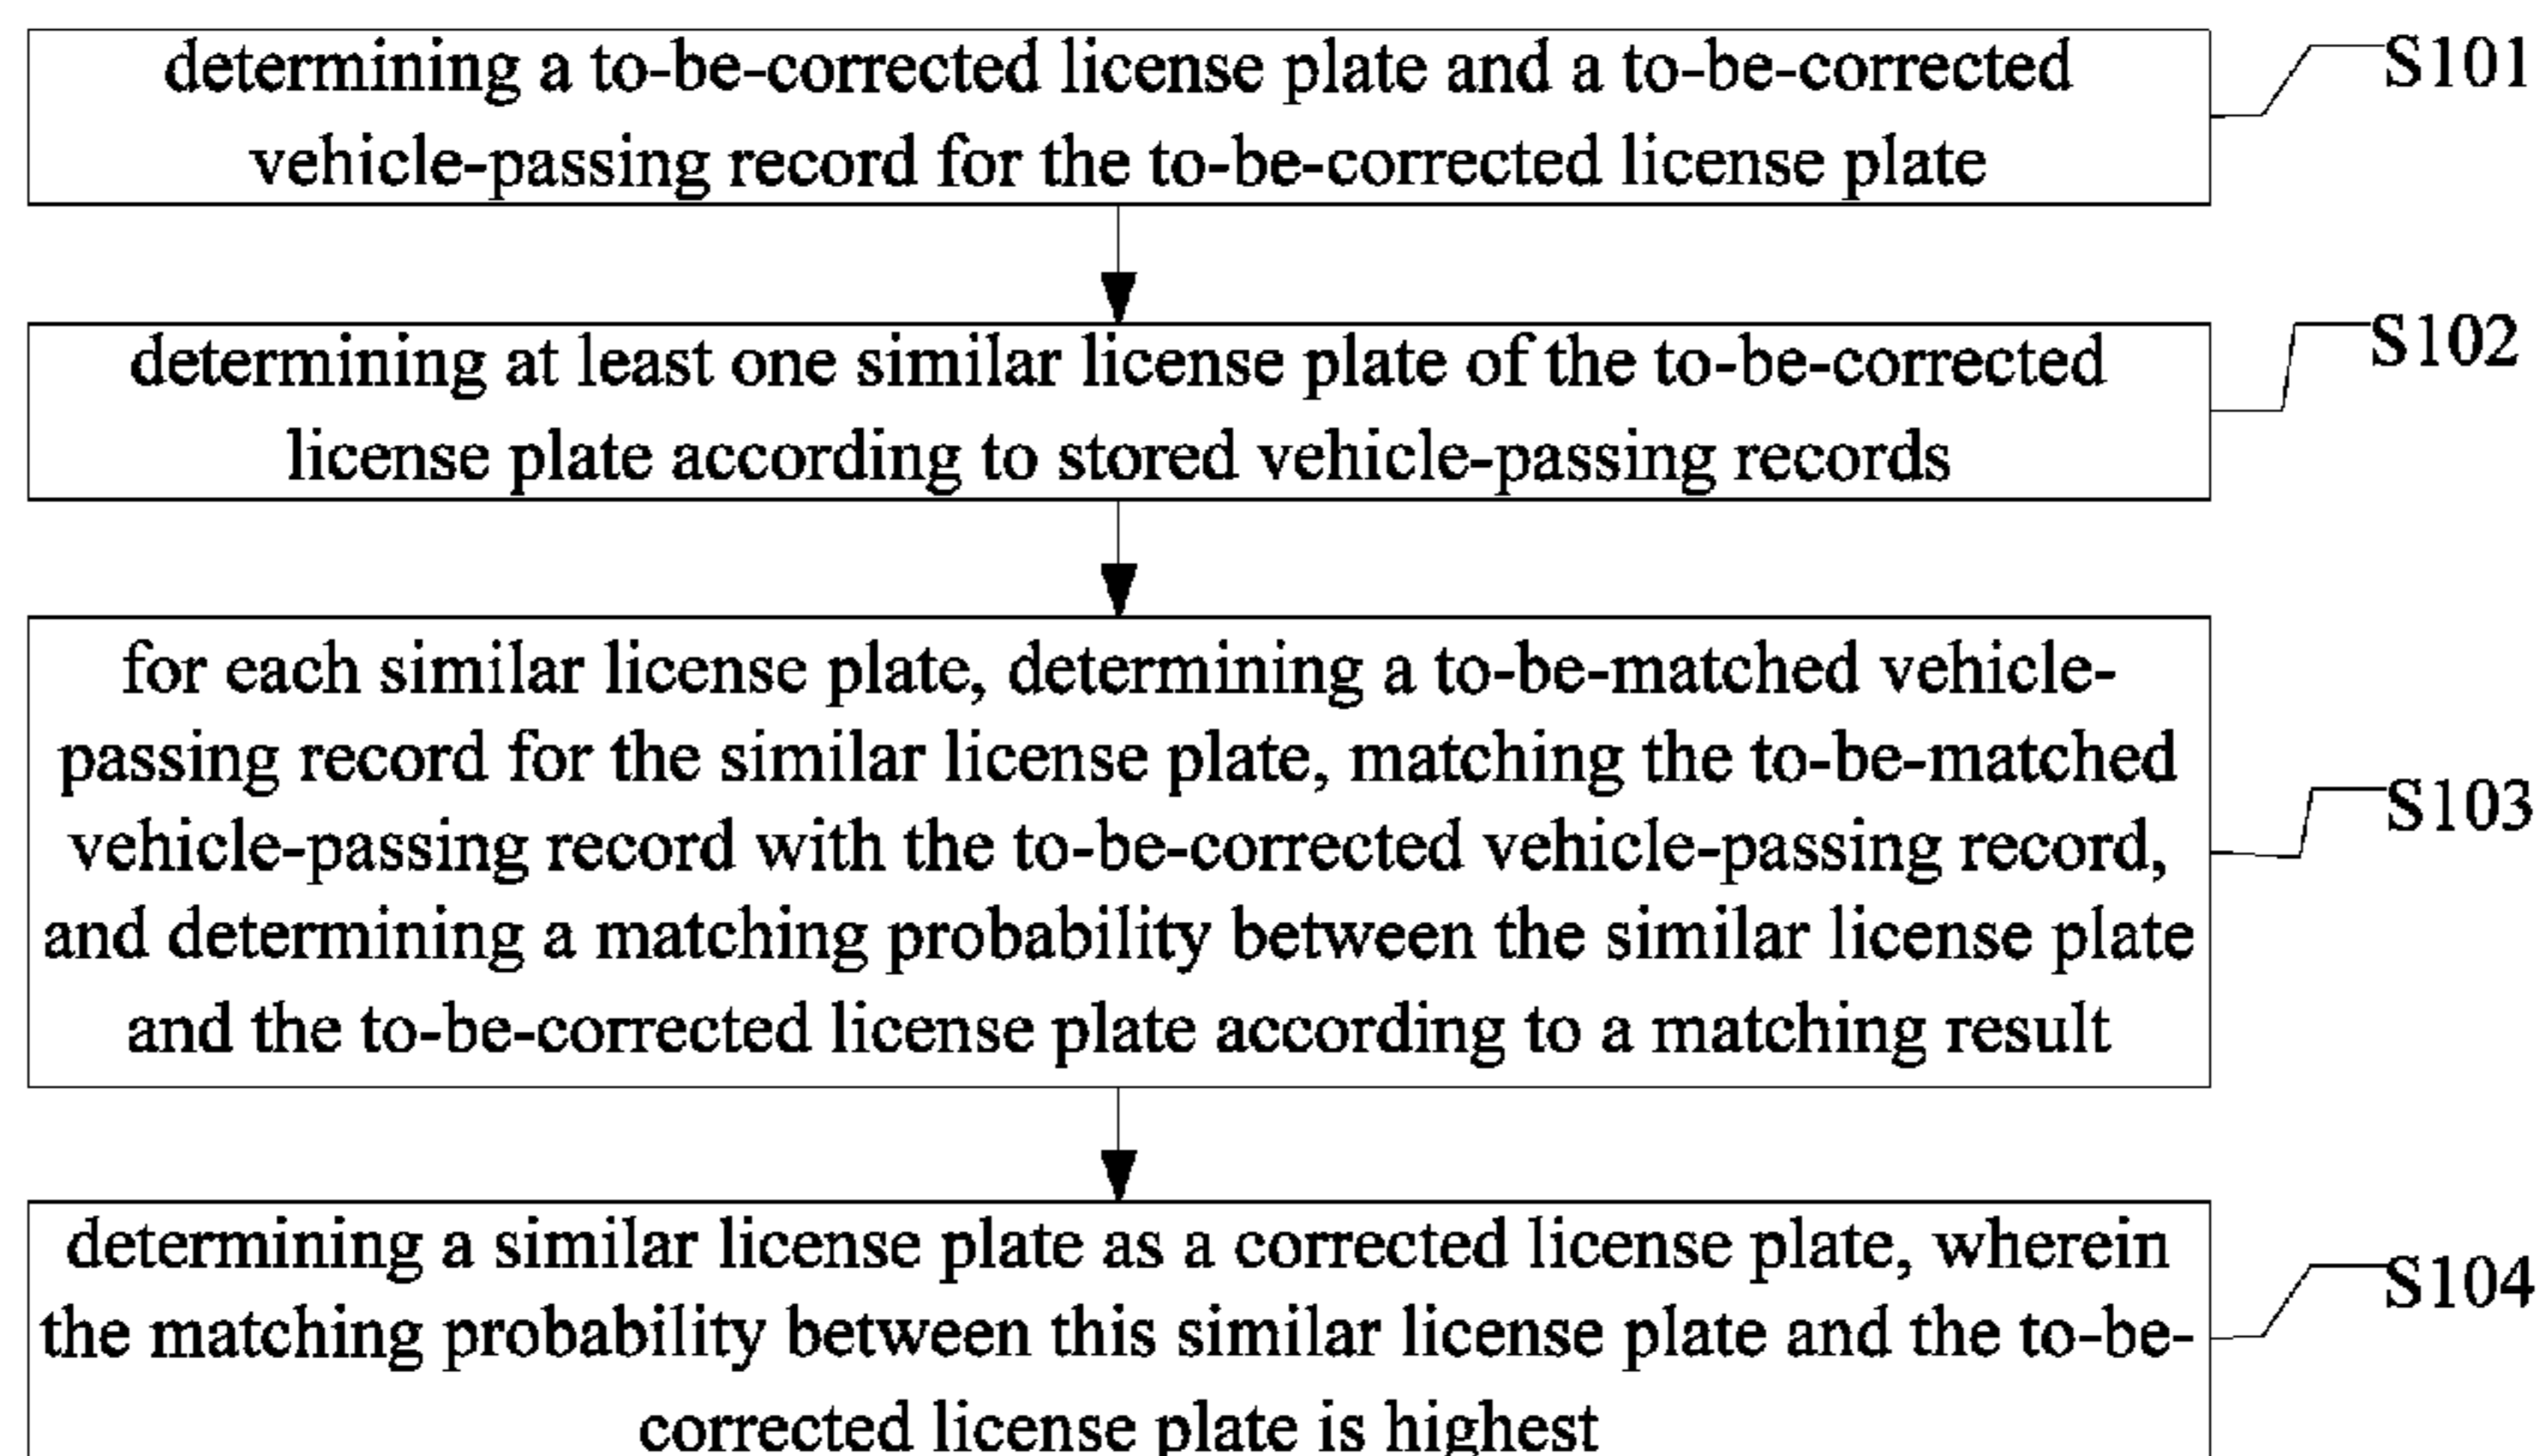 determining a to-be-corrected license plate and a to-be-corrected
vehicle-passing record for the to-be-corrected license plate
S101
determining at least one similar license plate of the to-be-corrected
license plate according to stored vehicle-passing records
S102
for each similar license plate, determining a to-be-matched vehicle-
passing record for the similar license plate, matching the to-be-matched
vehicle-passing record with the to-be-corrected vehicle-passing record,
and determining a matching probability between the similar license plate
and the to-be-corrected license plate according to a matching result
S103
determining a similar license plate as a corrected license plate, wherein
the matching probability between this similar license plate and the to-be-
corrected license plate is highest
S104